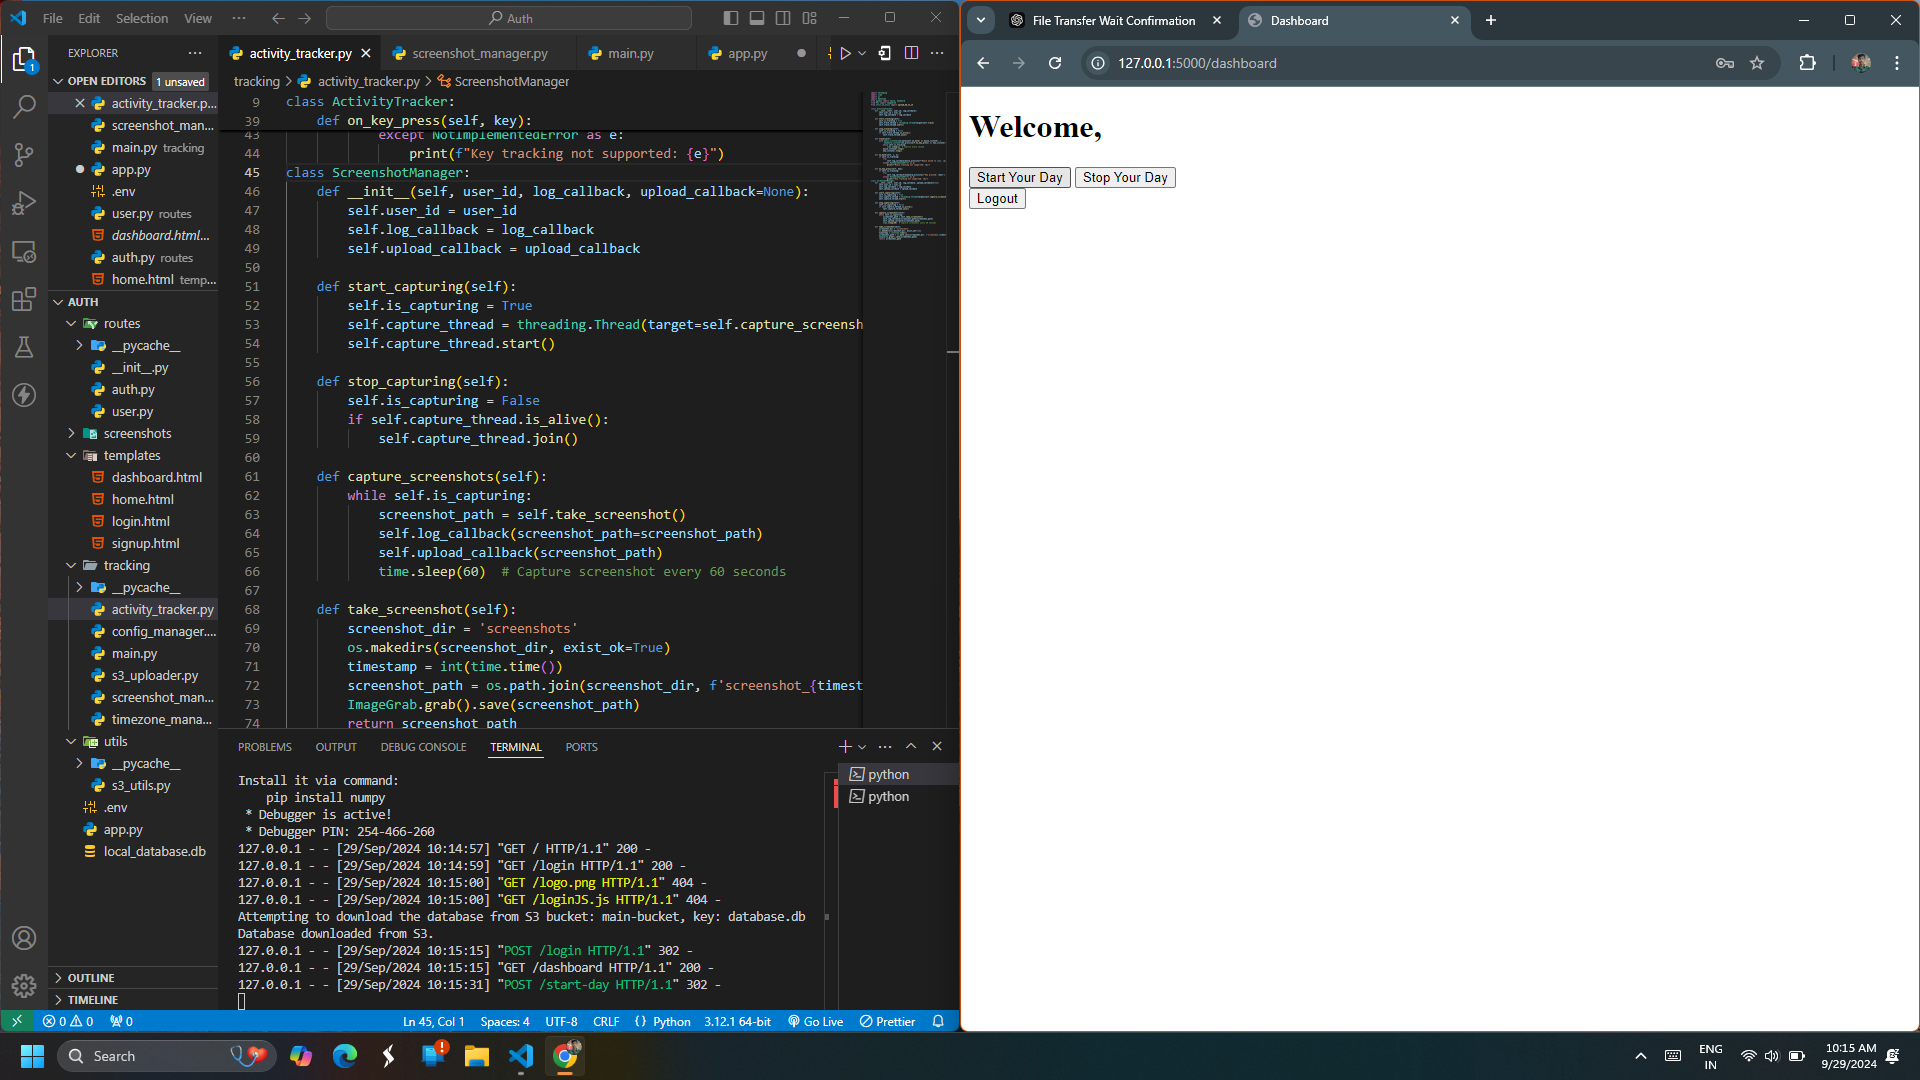 File Edit Selection View ··· Auth
EXPLORER ···
OPEN EDITORS 1 unsaved
activity_tracker.p...
screenshot_man...
main.py tracking
app.py
.env
user.py routes
dashboard.html...
auth.py routes
home.html temp...
AUTH
routes
__pycache__
__init__.py
auth.py
user.py
screenshots
templates
dashboard.html
home.html
login.html
signup.html
tracking
__pycache__
activity_tracker.py
config_manager....
main.py
s3_uploader.py
screenshot_man...
timezone_mana...
utils
__pycache__
s3_utils.py
.env
app.py
local_database.db
OUTLINE
TIMELINE
activity_tracker.py screenshot_manager.py main.py app.py
tracking > activity_tracker.py > ScreenshotManager
9 class ActivityTracker:
39 def on_key_press(self, key):
43 except NotImplementedError as e:
44 print(f"Key tracking not supported: {e}")
45 class ScreenshotManager:
46 def __init__(self, user_id, log_callback, upload_callback=None):
47 self.user_id = user_id
48 self.log_callback = log_callback
49 self.upload_callback = upload_callback
50
51 def start_capturing(self):
52 self.is_capturing = True
53 self.capture_thread = threading.Thread(target=self.capture_screensh
54 self.capture_thread.start()
55
56 def stop_capturing(self):
57 self.is_capturing = False
58 if self.capture_thread.is_alive():
59 self.capture_thread.join()
60
61 def capture_screenshots(self):
62 while self.is_capturing:
63 screenshot_path = self.take_screenshot()
64 self.log_callback(screenshot_path=screenshot_path)
65 self.upload_callback(screenshot_path)
66 time.sleep(60) # Capture screenshot every 60 seconds
67
68 def take_screenshot(self):
69 screenshot_dir = 'screenshots'
70 os.makedirs(screenshot_dir, exist_ok=True)
71 timestamp = int(time.time())
72 screenshot_path = os.path.join(screenshot_dir, f'screenshot_{timest
73 ImageGrab.grab().save(screenshot_path)
74 return screenshot_path
PROBLEMS OUTPUT DEBUG CONSOLE TERMINAL PORTS
python
python
Install it via command:
pip install numpy
* Debugger is active!
* Debugger PIN: 254-466-260
127.0.0.1 - - [29/Sep/2024 10:14:57] "GET / HTTP/1.1" 200 -
127.0.0.1 - - [29/Sep/2024 10:14:59] "GET /login HTTP/1.1" 200 -
127.0.0.1 - - [29/Sep/2024 10:15:00] "GET /logo.png HTTP/1.1" 404 -
127.0.0.1 - - [29/Sep/2024 10:15:00] "GET /loginJS.js HTTP/1.1" 404 -
Attempting to download the database from S3 bucket: main-bucket, key: database.db
Database downloaded from S3.
127.0.0.1 - - [29/Sep/2024 10:15:15] "POST /login HTTP/1.1" 302 -
127.0.0.1 - - [29/Sep/2024 10:15:15] "GET /dashboard HTTP/1.1" 200 -
127.0.0.1 - - [29/Sep/2024 10:15:31] "POST /start-day HTTP/1.1" 302 -
0 0 0 Ln 45, Col 1 Spaces: 4 UTF-8 CRLF {} Python 3.12.1 64-bit Go Live Prettier
File Transfer Wait Confirmation Dashboard
127.0.0.1:5000/dashboard
Welcome,
Start Your Day Stop Your Day
Logout
Search
ENG
IN
10:15 AM
9/29/2024